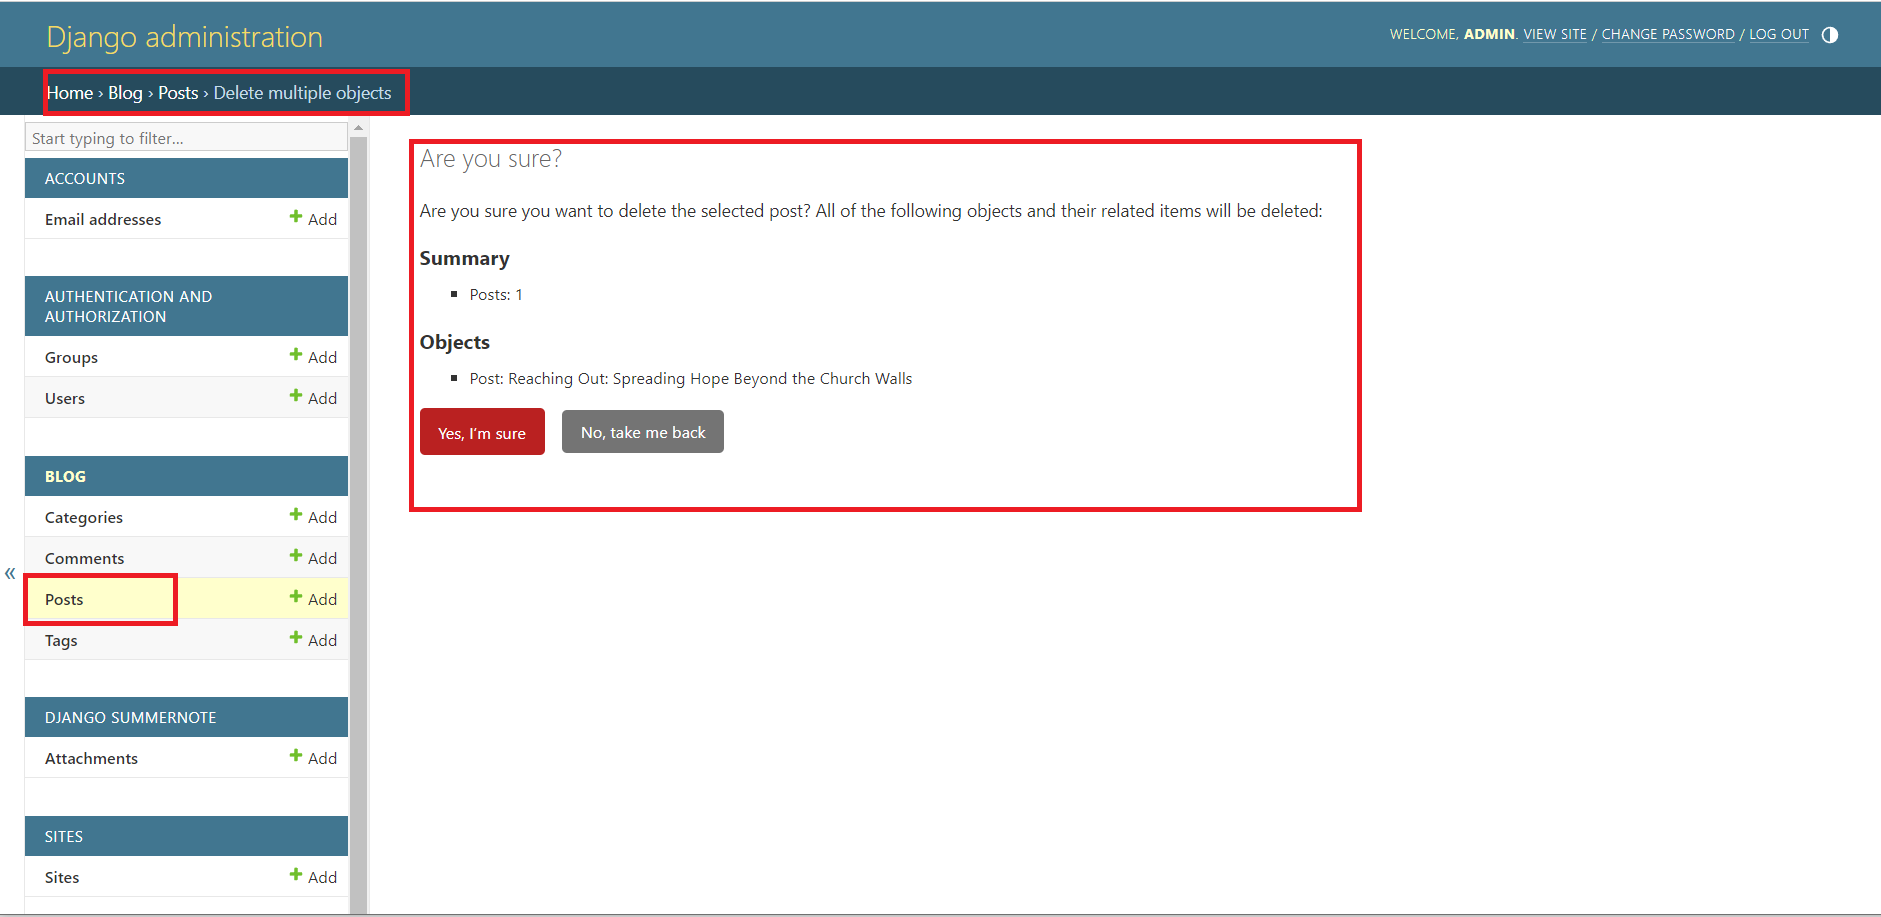 Django administration
WELCOME, ADMIN. VIEW SITE / CHANGE PASSWORD / LOG OUT
Home › Blog › Posts › Delete multiple objects
Start typing to filter...
ACCOUNTS
Email addresses
Add
AUTHENTICATION AND
AUTHORIZATION
Groups
Add
Users
Add
BLOG
Categories
Add
Comments
Add
«
Posts
Add
Tags
Add
DJANGO SUMMERNOTE
Attachments
Add
SITES
Sites
Add
Are you sure?
Are you sure you want to delete the selected post? All of the following objects and their related items will be deleted:
Summary
Posts: 1
Objects
Post: Reaching Out: Spreading Hope Beyond the Church Walls
Yes, I’m sure
No, take me back